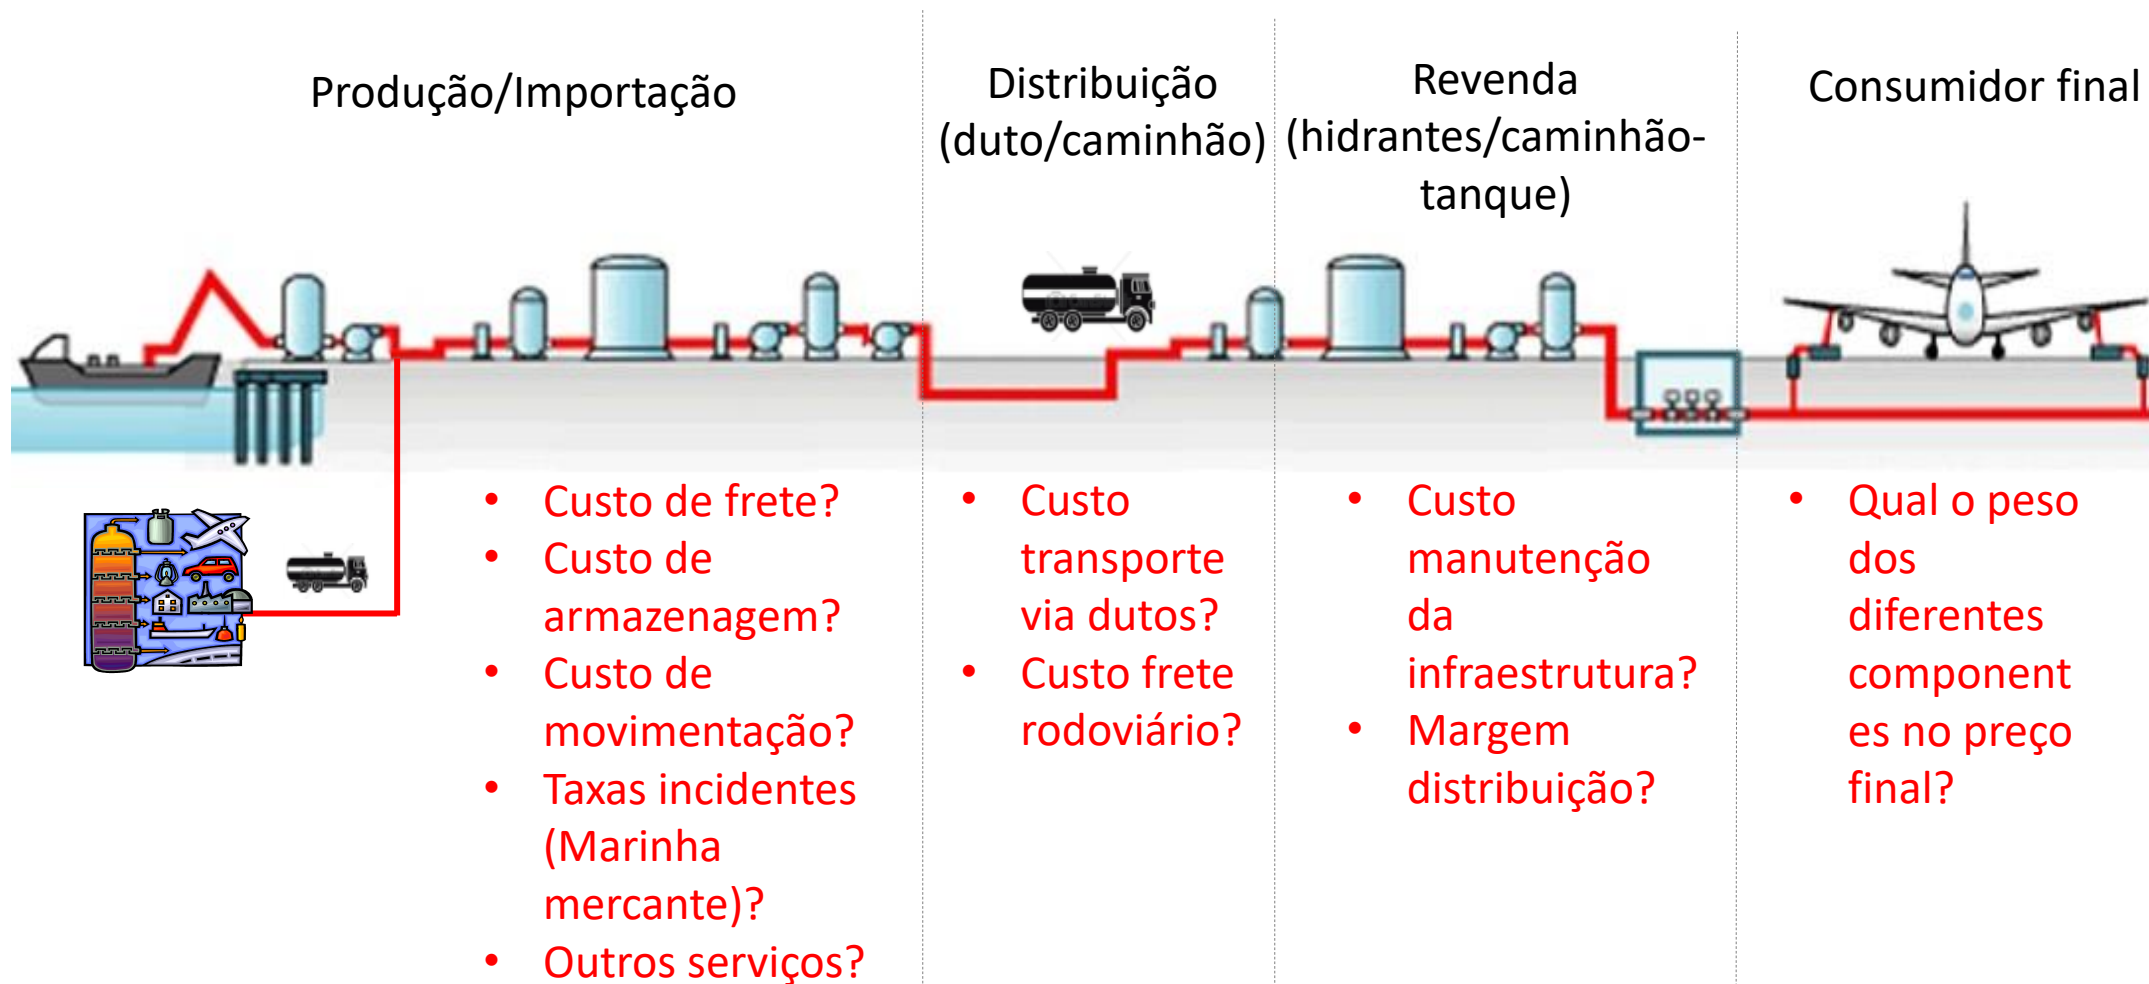 Produção/Importação
Distribuição
(duto/caminhão)
Revenda
(hidrantes/caminhão-
tanque)
Consumidor final
• Custo de frete?
• Custo de
armazenagem?
• Custo de
movimentação?
• Taxas incidentes
(Marinha
mercante)?
• Outros serviços?
• Custo
transporte
via dutos?
• Custo frete
rodoviário?
• Custo
manutenção
da
infraestrutura?
• Margem
distribuição?
• Qual o peso
dos
diferentes
component
es no preço
final?